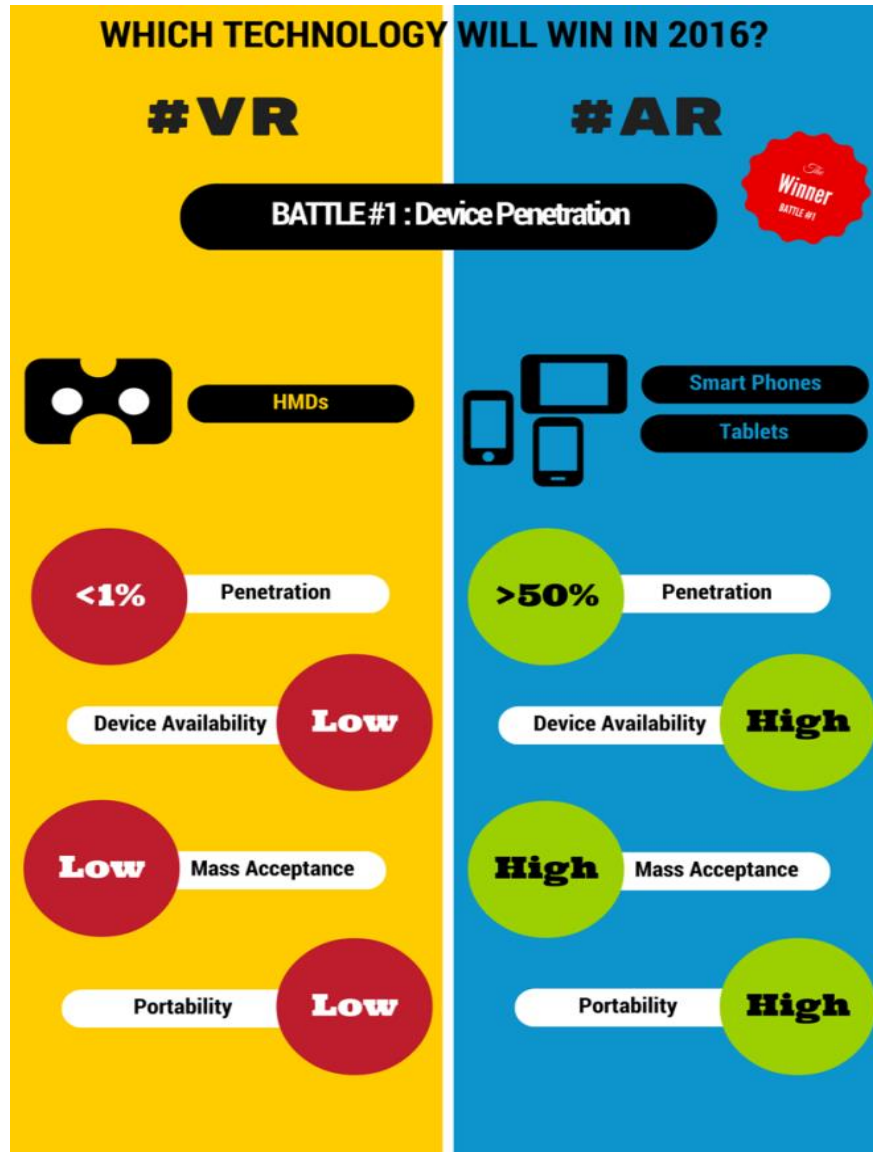 WHICH TECHNOLOGY WILL WIN IN 2016?
#VR
#AR
The
Winner
BATTLE #1
BATTLE #1 : Device Penetration
HMDs
Smart Phones
Tablets
<1%
Penetration
>50%
Penetration
Device Availability
Low
Device Availability
High
Low
Mass Acceptance
High
Mass Acceptance
Portability
Low
Portability
High